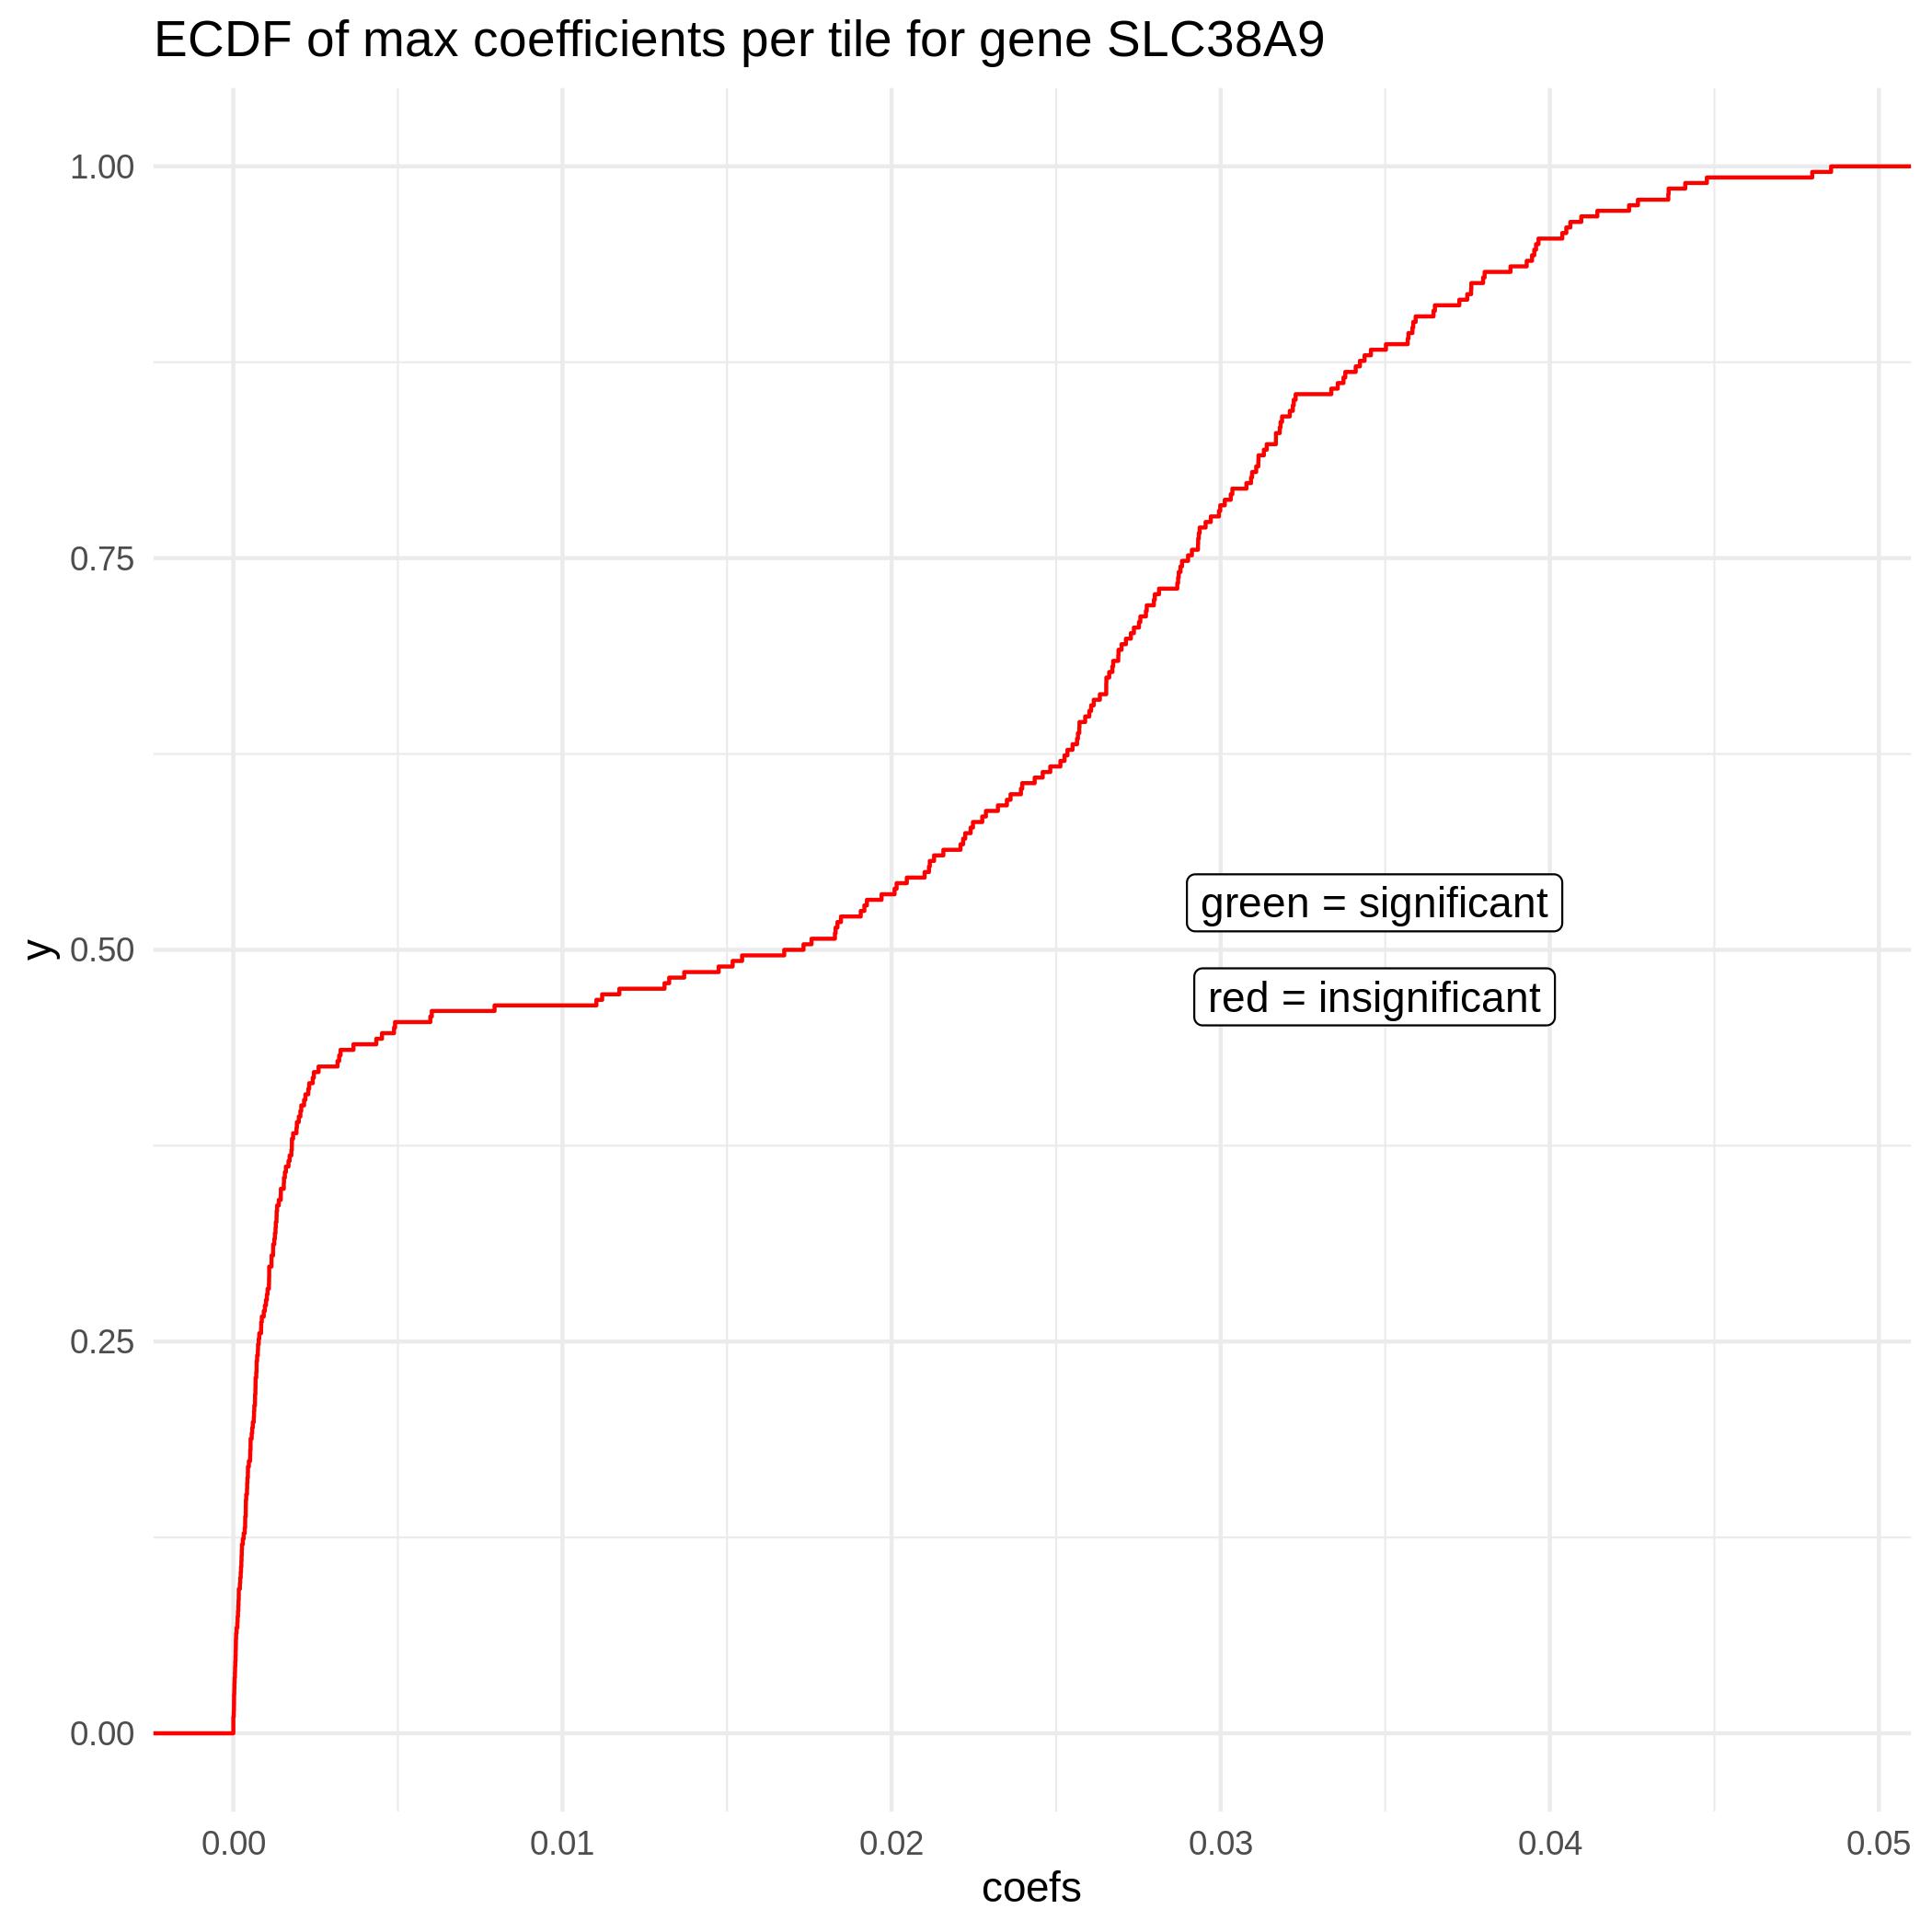 ECDF of max coefficients per tile for gene SLC38A9
1.00
0.75
0.50
0.25
0.00
y
green = significant
red = insignificant
0.00 0.01 0.02 0.03 0.04 0.05
coefs